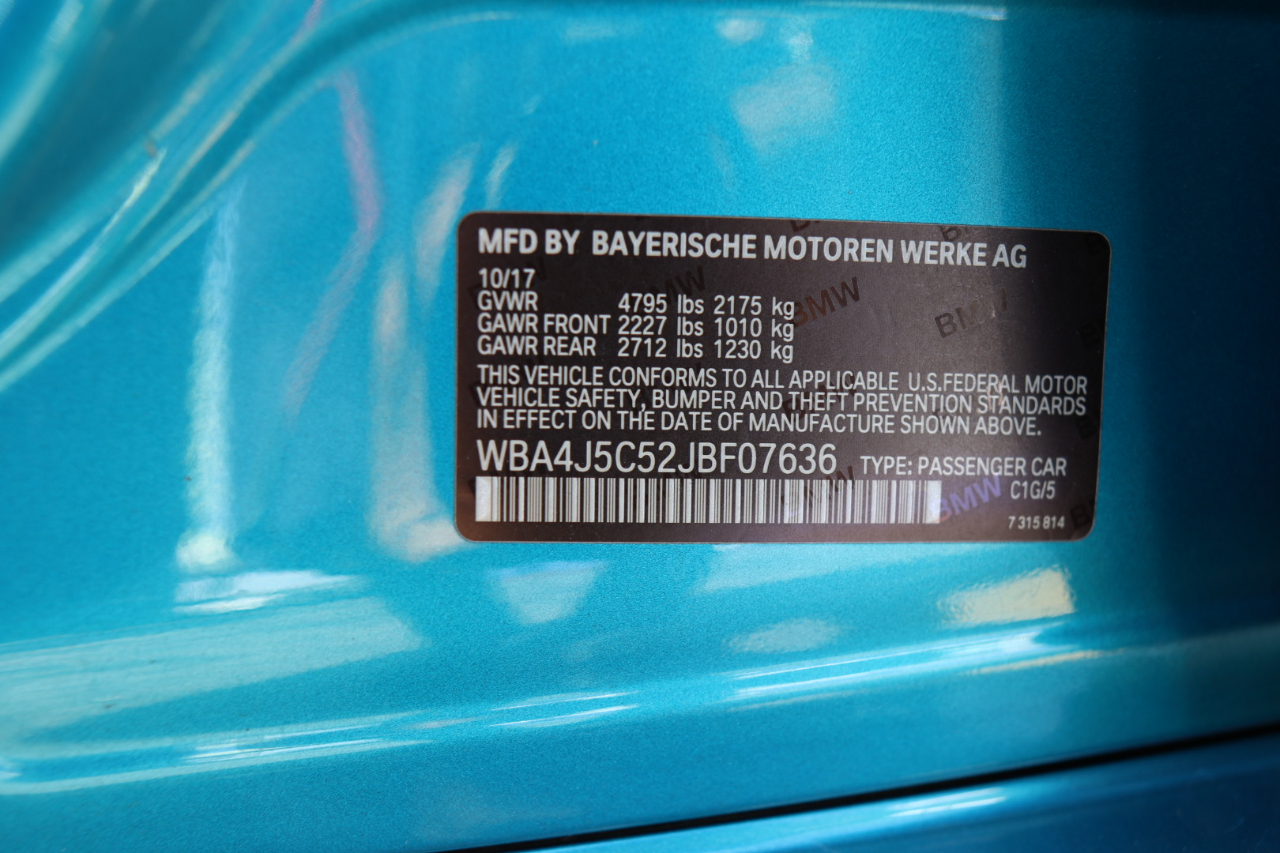 MFD BY BAYERISCHE MOTOREN WERKE AG
10/17
GVWR 4795 lbs 2175 kg
GAWR FRONT 2227 lbs 1010 kg
GAWR REAR 2712 lbs 1230 kg
THIS VEHICLE CONFORMS TO ALL APPLICABLE U.S.FEDERAL MOTOR
VEHICLE SAFETY, BUMPER AND THEFT PREVENTION STANDARDS
IN EFFECT ON THE DATE OF MANUFACTURE SHOWN ABOVE.
WBA4J5C52JBF07636 TYPE: PASSENGER CAR
C1G/5
7 315 814
BMW
BMW
BMW